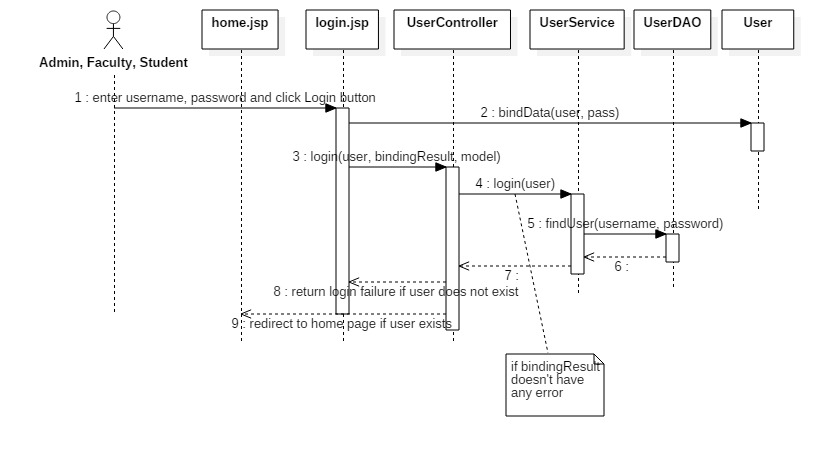 home.jsp
login.jsp
UserController
UserService
UserDAO
User
Admin, Faculty, Student
1 : enter username, password and click Login button
2 : bindData(user, pass)
3 : login(user, bindingResult, model)
4 : login(user)
5 : findUser(username, password)
6 :
7 :
8 : return login failure if user does not exist
9 : redirect to home page if user exists
if bindingResult
doesn't have
any error